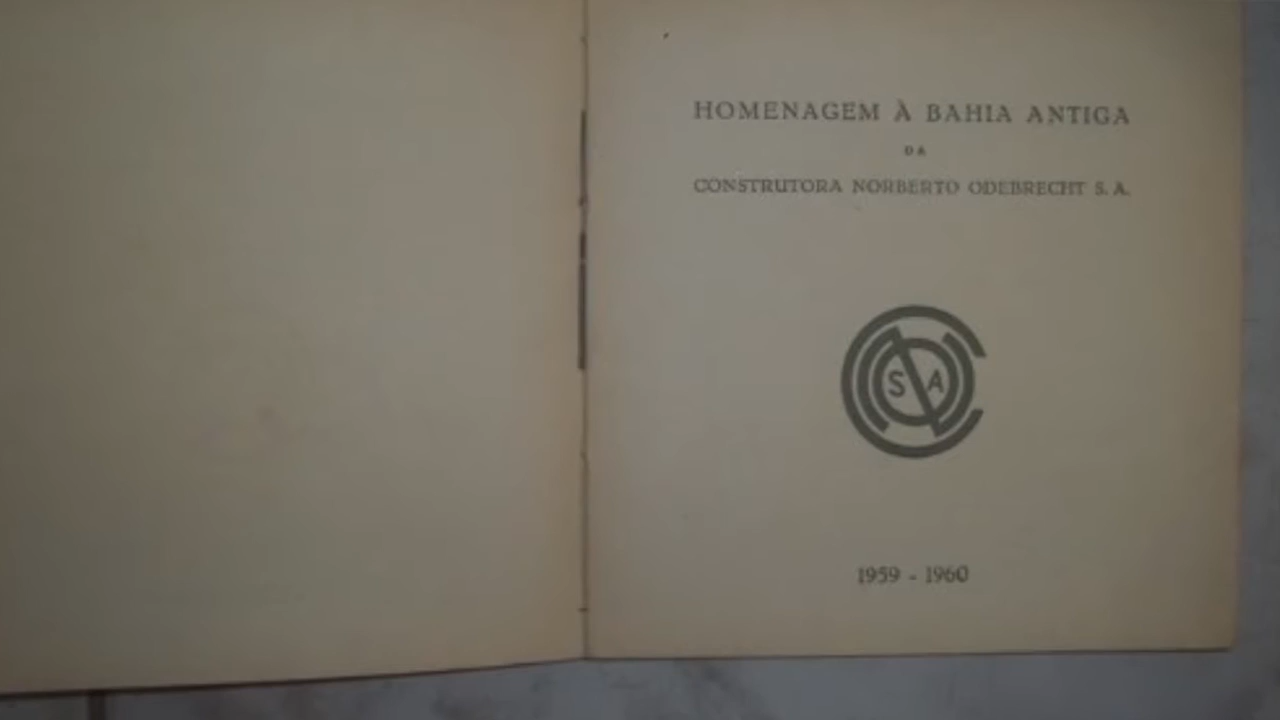 HOMENAGEM À BAHIA ANTIGA
DA
CONSTRUTORA NORBERTO ODEBRECHT S. A.
S A
1959 - 1960